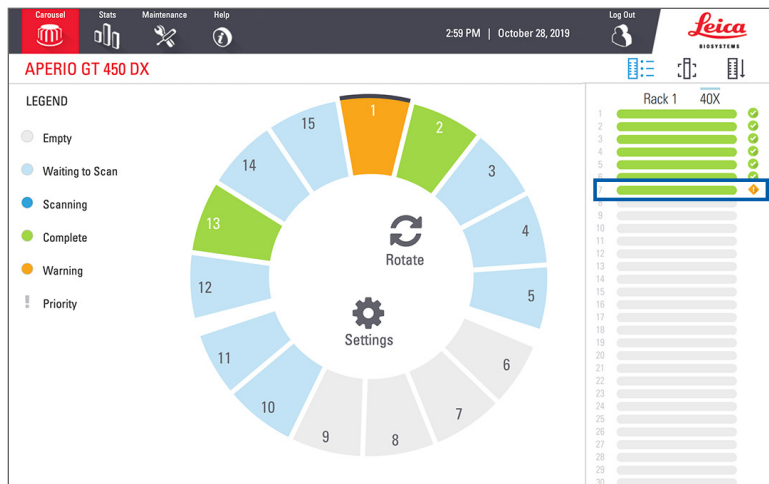 Carousel Stats Maintenance Help
2:59 PM | October 28, 2019
Log Out
Leica
BIOSYSTEMS
APERIO GT 450 DX
LEGEND
Empty
Waiting to Scan
Scanning
Complete
Warning
Priority
1
2
3
4
5
6
7
8
9
10
11
12
13
14
15
Rotate
Settings
Rack 1 40X
1
2
3
4
5
6
7
8
9
10
11
12
13
14
15
16
17
18
19
20
21
22
23
24
25
26
27
28
29
30